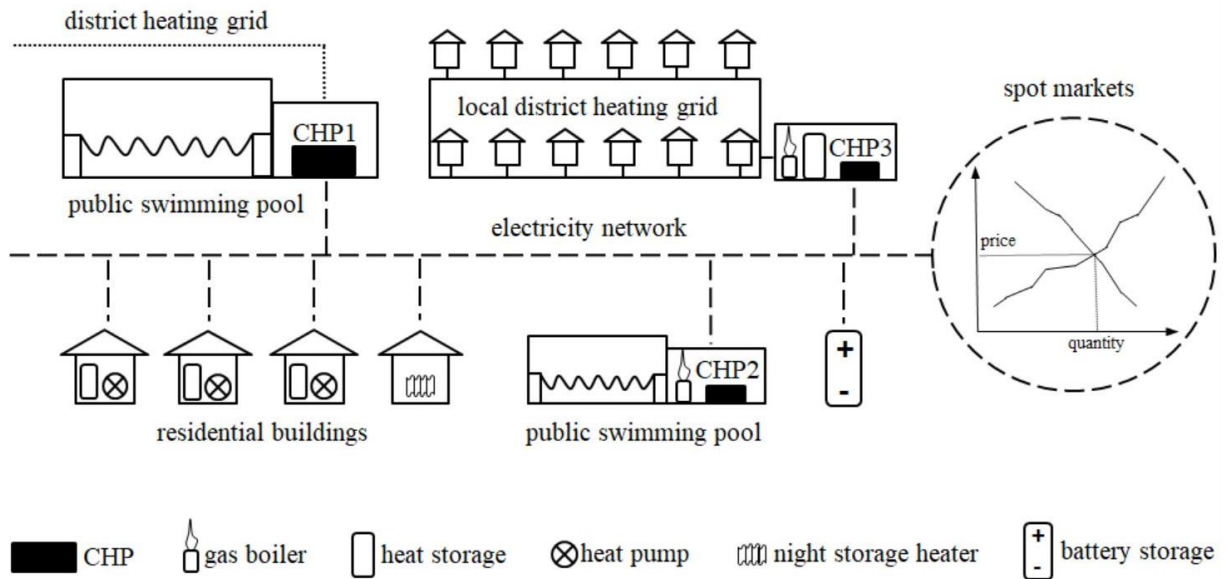 district heating grid
CHP1
public swimming pool
local district heating grid
CHP3
spot markets
price
quantity
electricity network
residential buildings
CHP2
public swimming pool
+
-
CHP
gas boiler
heat storage
heat pump
night storage heater
+
-
battery storage